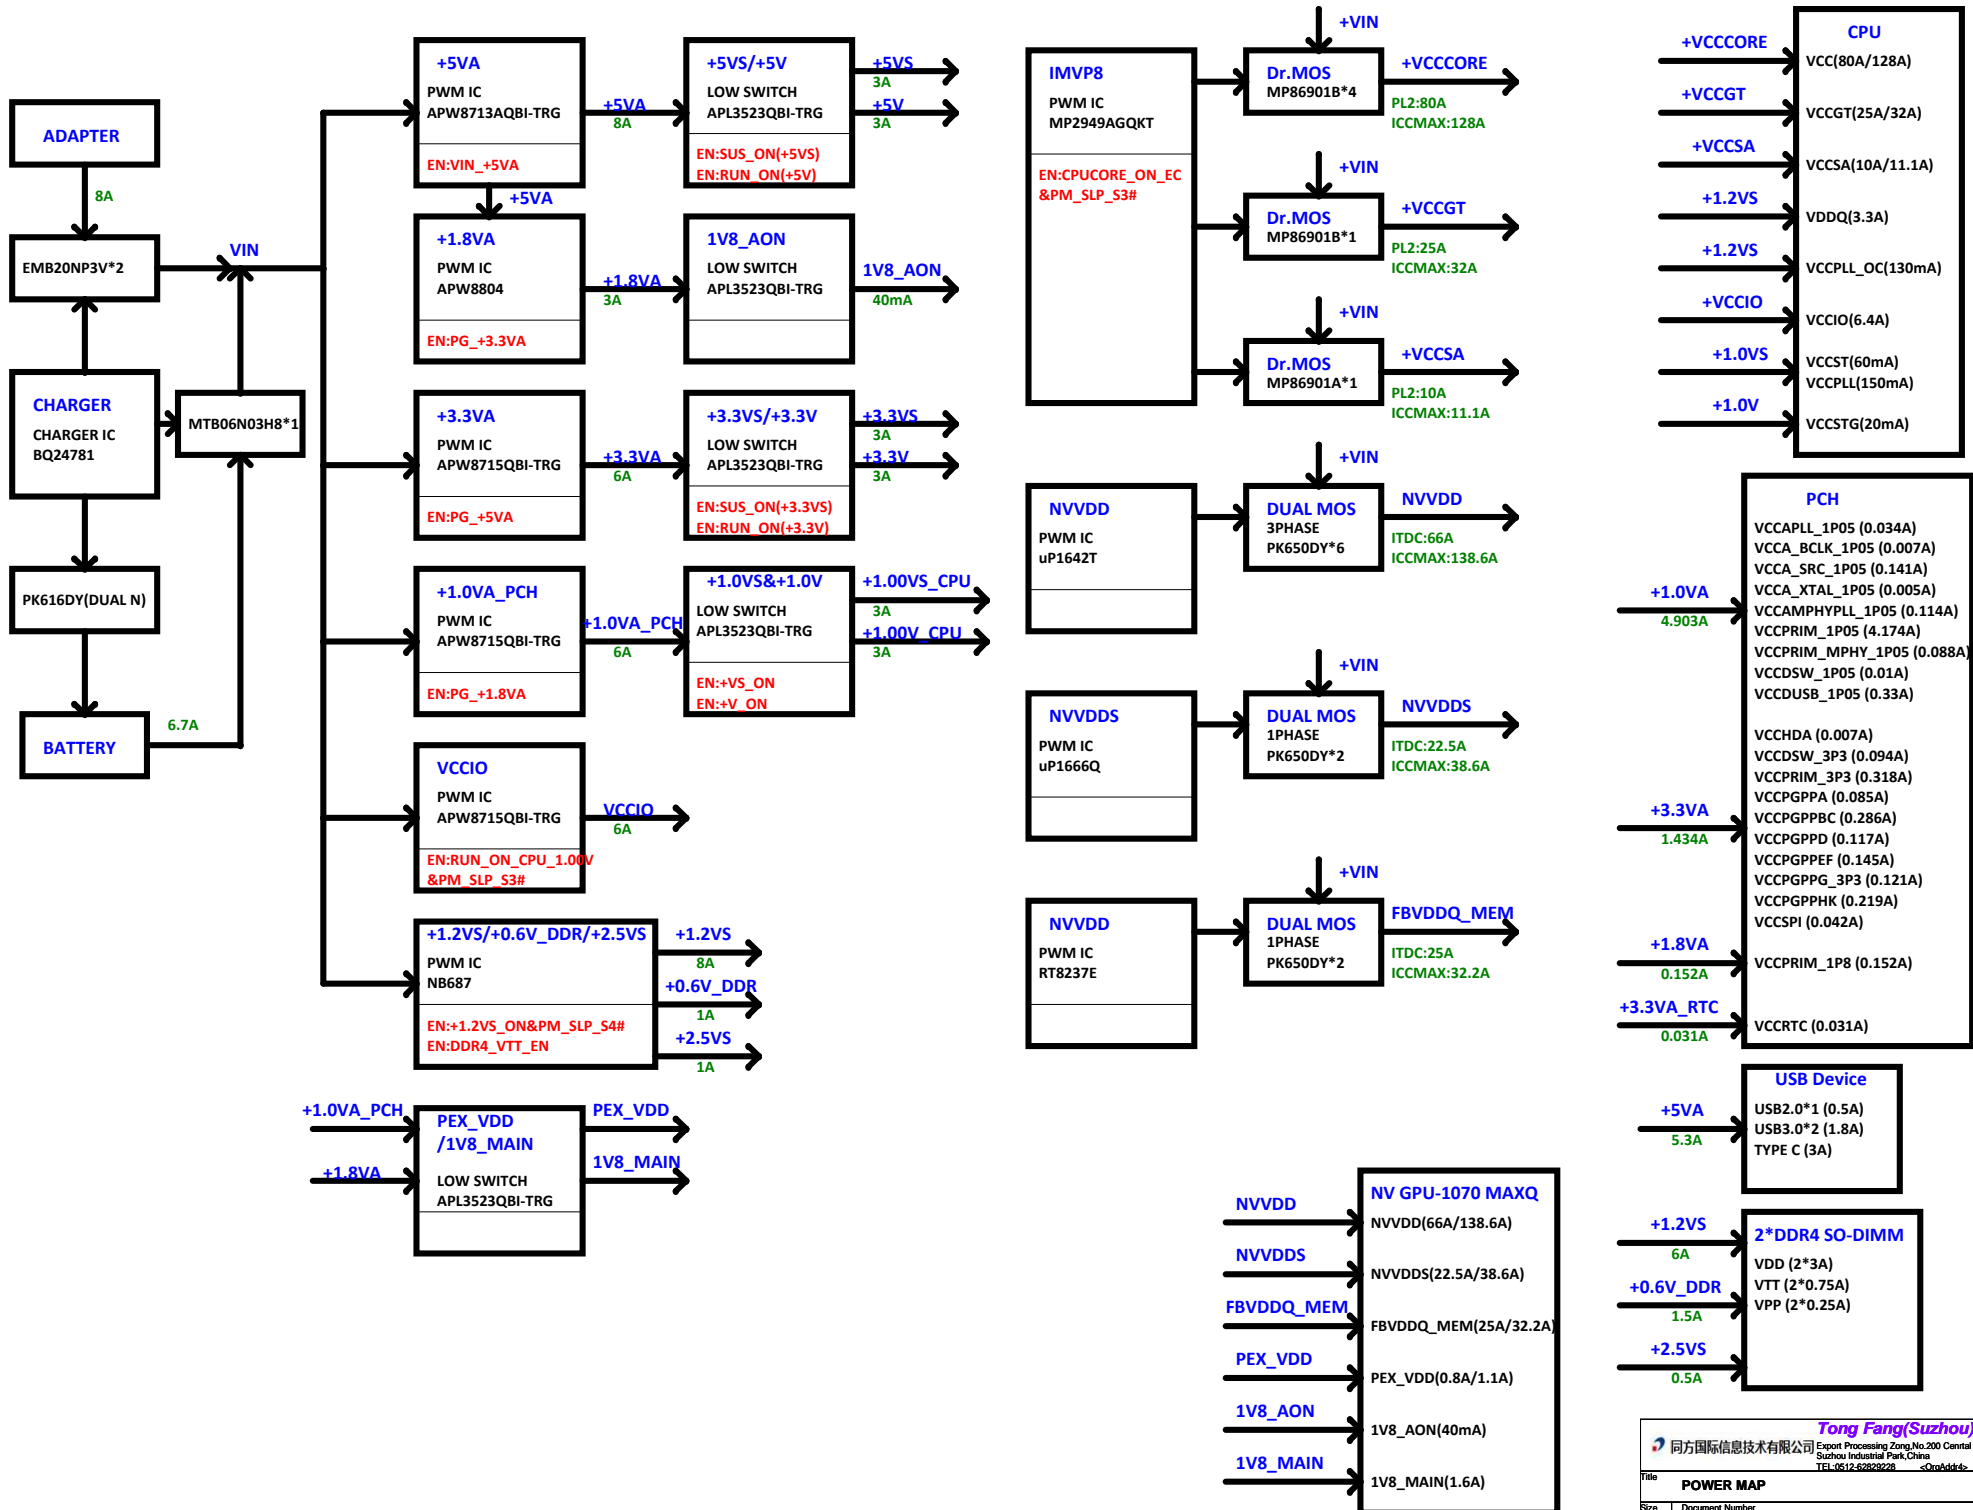 ADAPTER
8A
EMB20NP3V*2
VIN
CHARGER
CHARGER IC
BQ24781
MTB06N03H8*1
PK616DY(DUAL N)
BATTERY
6.7A
+5VA
PWM IC
APW8713AQBI-TRG
EN:VIN_+5VA
+5VA
8A
+5VS/+5V
LOW SWITCH
APL3523QBI-TRG
EN:SUS_ON(+5VS)
EN:RUN_ON(+5V)
+5VS
3A
+5V
3A
+5VA
+1.8VA
PWM IC
APW8804
EN:PG_+3.3VA
+1.8VA
3A
1V8_AON
LOW SWITCH
APL3523QBI-TRG
1V8_AON
40mA
+3.3VA
PWM IC
APW8715QBI-TRG
EN:PG_+5VA
+3.3VA
6A
+3.3VS/+3.3V
LOW SWITCH
APL3523QBI-TRG
EN:SUS_ON(+3.3VS)
EN:RUN_ON(+3.3V)
+3.3VS
3A
+3.3V
3A
+1.0VA_PCH
PWM IC
APW8715QBI-TRG
EN:PG_+1.8VA
+1.0VA_PCH
6A
+1.0VS&+1.0V
LOW SWITCH
APL3523QBI-TRG
EN:+VS_ON
EN:+V_ON
+1.00VS_CPU
3A
+1.00V_CPU
3A
VCCIO
PWM IC
APW8715QBI-TRG
EN:RUN_ON_CPU_1.00V
&PM_SLP_S3#
VCCIO
6A
+1.2VS/+0.6V_DDR/+2.5VS
PWM IC
NB687
EN:+1.2VS_ON&PM_SLP_S4#
EN:DDR4_VTT_EN
+1.2VS
8A
+0.6V_DDR
1A
+2.5VS
1A
+1.0VA_PCH
+1.8VA
PEX_VDD
/1V8_MAIN
LOW SWITCH
APL3523QBI-TRG
PEX_VDD
1V8_MAIN
IMVP8
PWM IC
MP2949AGQKT
EN:CPUCORE_ON_EC
&PM_SLP_S3#
+VIN
Dr.MOS
MP86901B*4
+VCCCORE
PL2:80A
ICCMAX:128A
+VIN
Dr.MOS
MP86901B*1
+VCCGT
PL2:25A
ICCMAX:32A
+VIN
Dr.MOS
MP86901A*1
+VCCSA
PL2:10A
ICCMAX:11.1A
NVVDD
PWM IC
uP1642T
+VIN
DUAL MOS
3PHASE
PK650DY*6
NVVDD
ITDC:66A
ICCMAX:138.6A
NVVDDS
PWM IC
uP1666Q
+VIN
DUAL MOS
1PHASE
PK650DY*2
NVVDDS
ITDC:22.5A
ICCMAX:38.6A
NVVDD
PWM IC
RT8237E
+VIN
DUAL MOS
1PHASE
PK650DY*2
FBVDDQ_MEM
ITDC:25A
ICCMAX:32.2A
NVVDD
NVVDDS
FBVDDQ_MEM
PEX_VDD
1V8_AON
1V8_MAIN
NV GPU-1070 MAXQ
NVVDD(66A/138.6A)
NVVDDS(22.5A/38.6A)
FBVDDQ_MEM(25A/32.2A)
PEX_VDD(0.8A/1.1A)
1V8_AON(40mA)
1V8_MAIN(1.6A)
+VCCCORE
+VCCGT
+VCCSA
+1.2VS
+1.2VS
+VCCIO
+1.0VS
+1.0V
CPU
VCC(80A/128A)
VCCGT(25A/32A)
VCCSA(10A/11.1A)
VDDQ(3.3A)
VCCPLL_OC(130mA)
VCCIO(6.4A)
VCCST(60mA)
VCCPLL(150mA)
VCCSTG(20mA)
+1.0VA
4.903A
+3.3VA
1.434A
+1.8VA
0.152A
+3.3VA_RTC
0.031A
PCH
VCCAPLL_1P05 (0.034A)
VCCA_BCLK_1P05 (0.007A)
VCCA_SRC_1P05 (0.141A)
VCCA_XTAL_1P05 (0.005A)
VCCAMPHYPLL_1P05 (0.114A)
VCCPRIM_1P05 (4.174A)
VCCPRIM_MPHY_1P05 (0.088A)
VCCDSW_1P05 (0.01A)
VCCDUSB_1P05 (0.33A)
VCCHDA (0.007A)
VCCDSW_3P3 (0.094A)
VCCPRIM_3P3 (0.318A)
VCCPGPPA (0.085A)
VCCPGPPBC (0.286A)
VCCPGPPD (0.117A)
VCCPGPPEF (0.145A)
VCCPGPPG_3P3 (0.121A)
VCCPGPPHK (0.219A)
VCCSPI (0.042A)
VCCPRIM_1P8 (0.152A)
VCCRTC (0.031A)
+5VA
5.3A
USB Device
USB2.0*1 (0.5A)
USB3.0*2 (1.8A)
TYPE C (3A)
+1.2VS
6A
+0.6V_DDR
1.5A
+2.5VS
0.5A
2*DDR4 SO-DIMM
VDD (2*3A)
VTT (2*0.75A)
VPP (2*0.25A)
同方国际信息技术有限公司
Tong Fang(Suzhou)
Export Processing Zong,No.200 Cenrtal
Suzhou Industrial Park,China
TEL:0512-62829228 <OrgAddr4>
Title
POWER MAP
Size Document Number